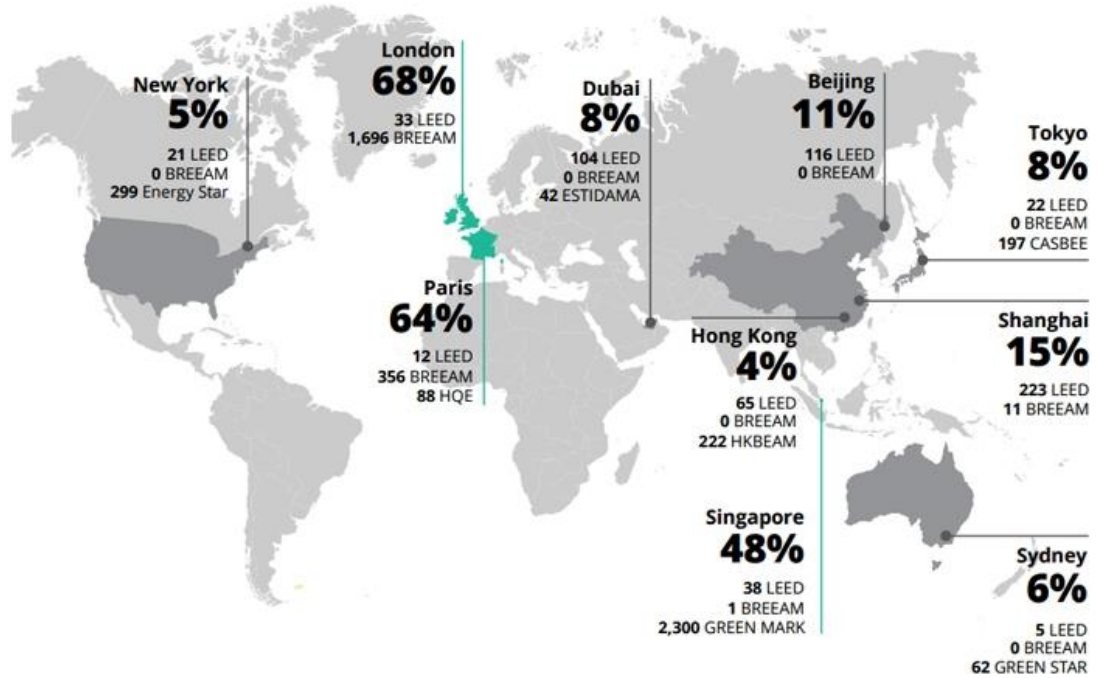 New York
5%
21 LEED
0 BREEAM
299 Energy Star
London
68%
33 LEED
1,696 BREEAM
Paris
64%
12 LEED
356 BREEAM
88 HQE
Dubai
8%
104 LEED
0 BREEAM
42 ESTIDAMA
Beijing
11%
116 LEED
0 BREEAM
Tokyo
8%
22 LEED
0 BREEAM
197 CASBEE
Hong Kong
4%
65 LEED
0 BREEAM
222 HKBEAM
Shanghai
15%
223 LEED
11 BREEAM
Singapore
48%
38 LEED
1 BREEAM
2,300 GREEN MARK
Sydney
6%
5 LEED
0 BREEAM
62 GREEN STAR